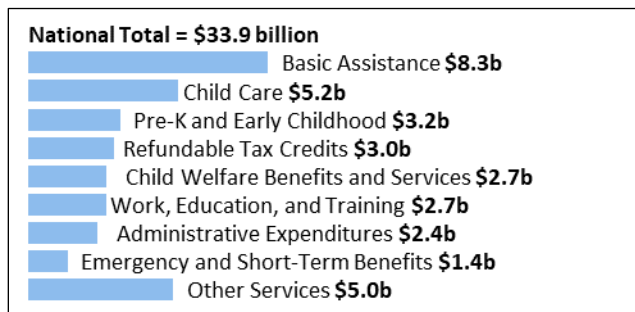 National Total = $33.9 billion
Basic Assistance $8.3b
Child Care $5.2b
Pre-K and Early Childhood $3.2b
Refundable Tax Credits $3.0b
Child Welfare Benefits and Services $2.7b
Work, Education, and Training $2.7b
Administrative Expenditures $2.4b
Emergency and Short-Term Benefits $1.4b
Other Services $5.0b